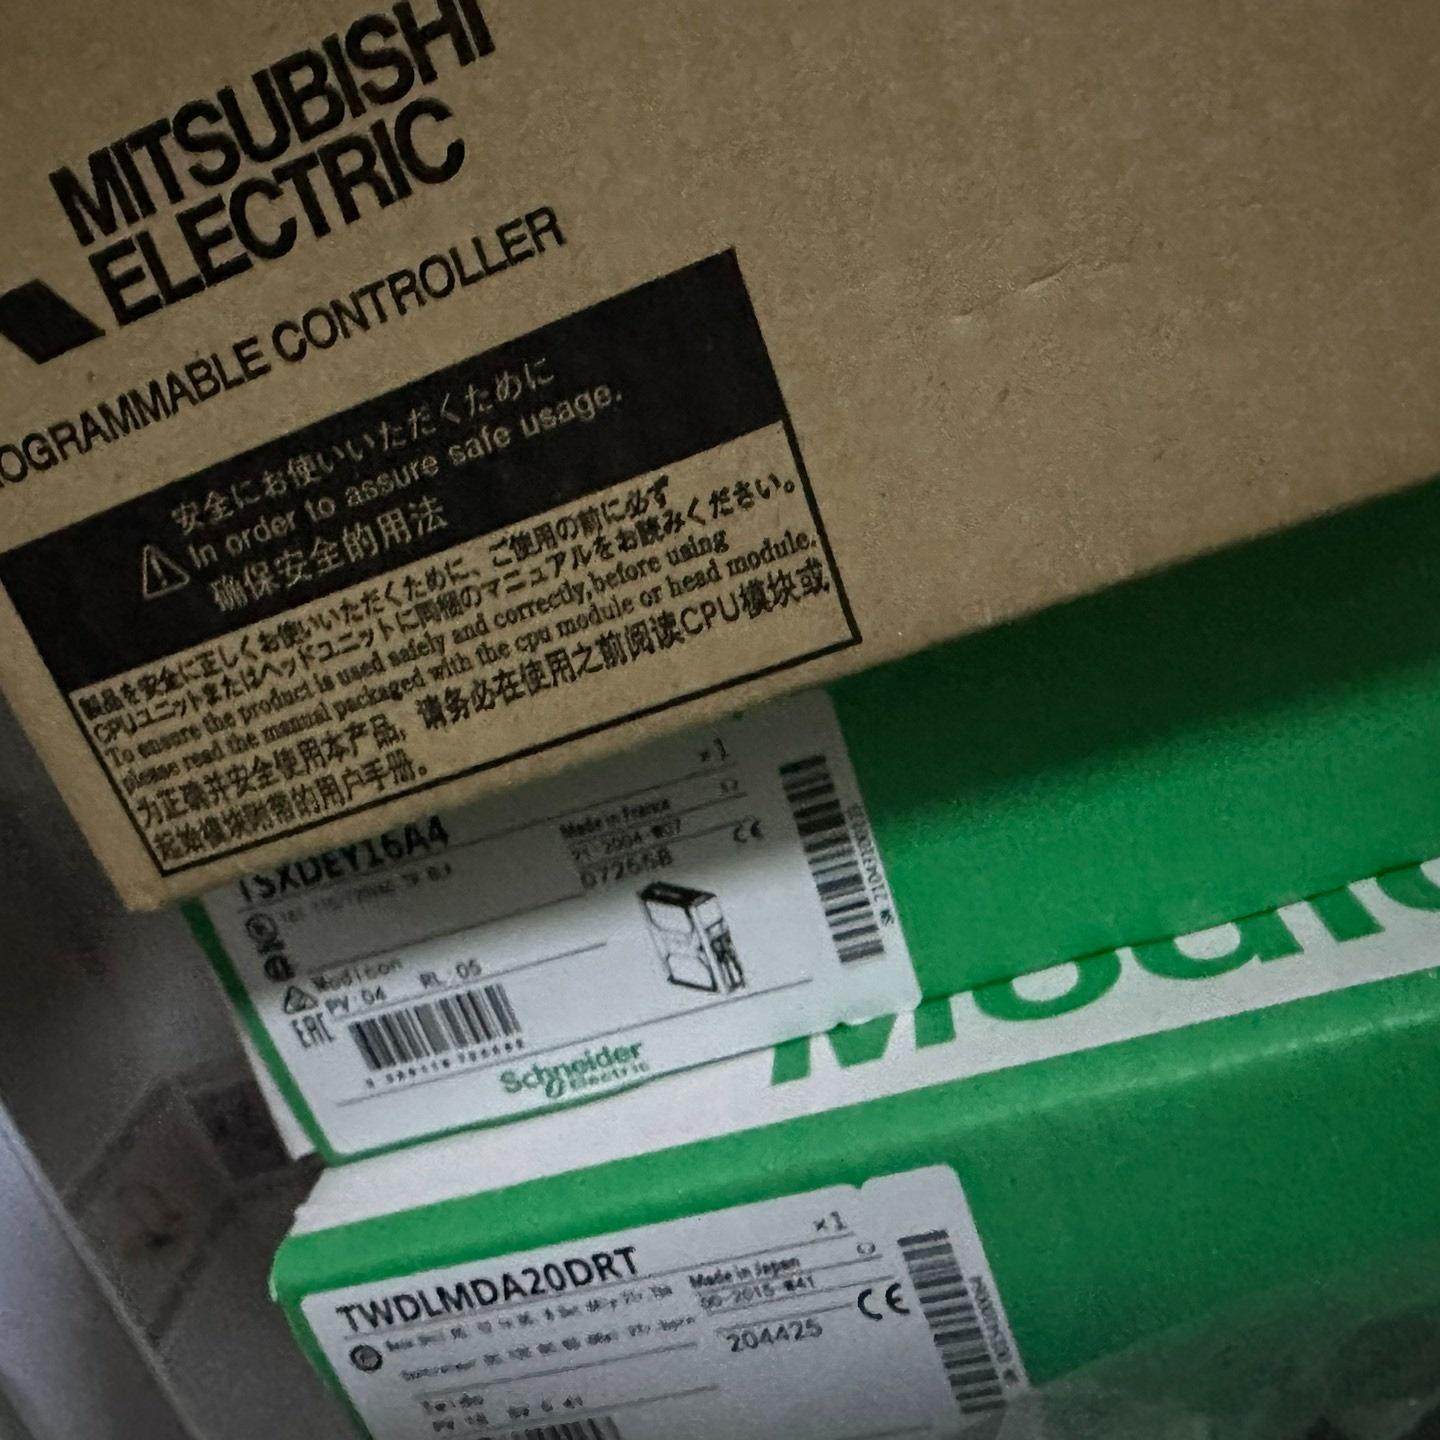 MITSUBISHI
ELECTRIC
OGRAMMABLE CONTROLLER
安全にお使いいただくために
In order to assure safe usage.
确保安全的用法
製品を安全に正しくお使いいただくために、ご使用の前に必ず
CPUユニットまたはヘッドユニットに同梱のマニュアルをお読みください。
To ensure the product is used safely and correctly,before using
please read the manual packaged with the cpu module or head module.
为正确并安全使用本产品，请务必在使用之前阅读CPU模块或
起始模块附带的用户手册。
×1
TSXDEY16A4
Made in France
CE
Modicon
PV:04 RL:05
EAC
Schneider
Electric
TWDLMDA20DRT
×1
Made in Japan
CE
204425
Twido